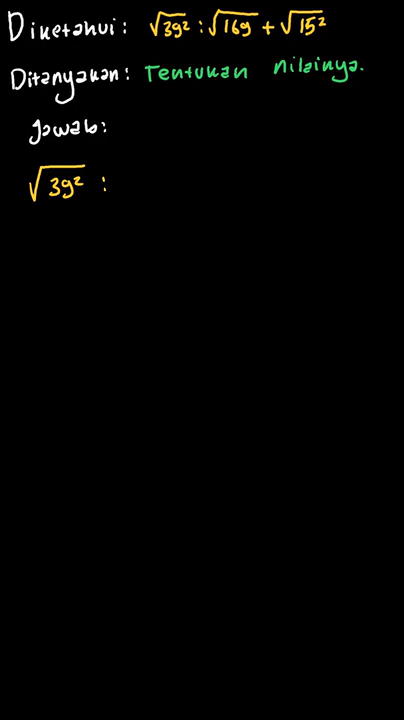 Diketahui: √39² : √169 + √15²
Ditanyakan: Tentukan nilainya.
Jawab:
√39² :